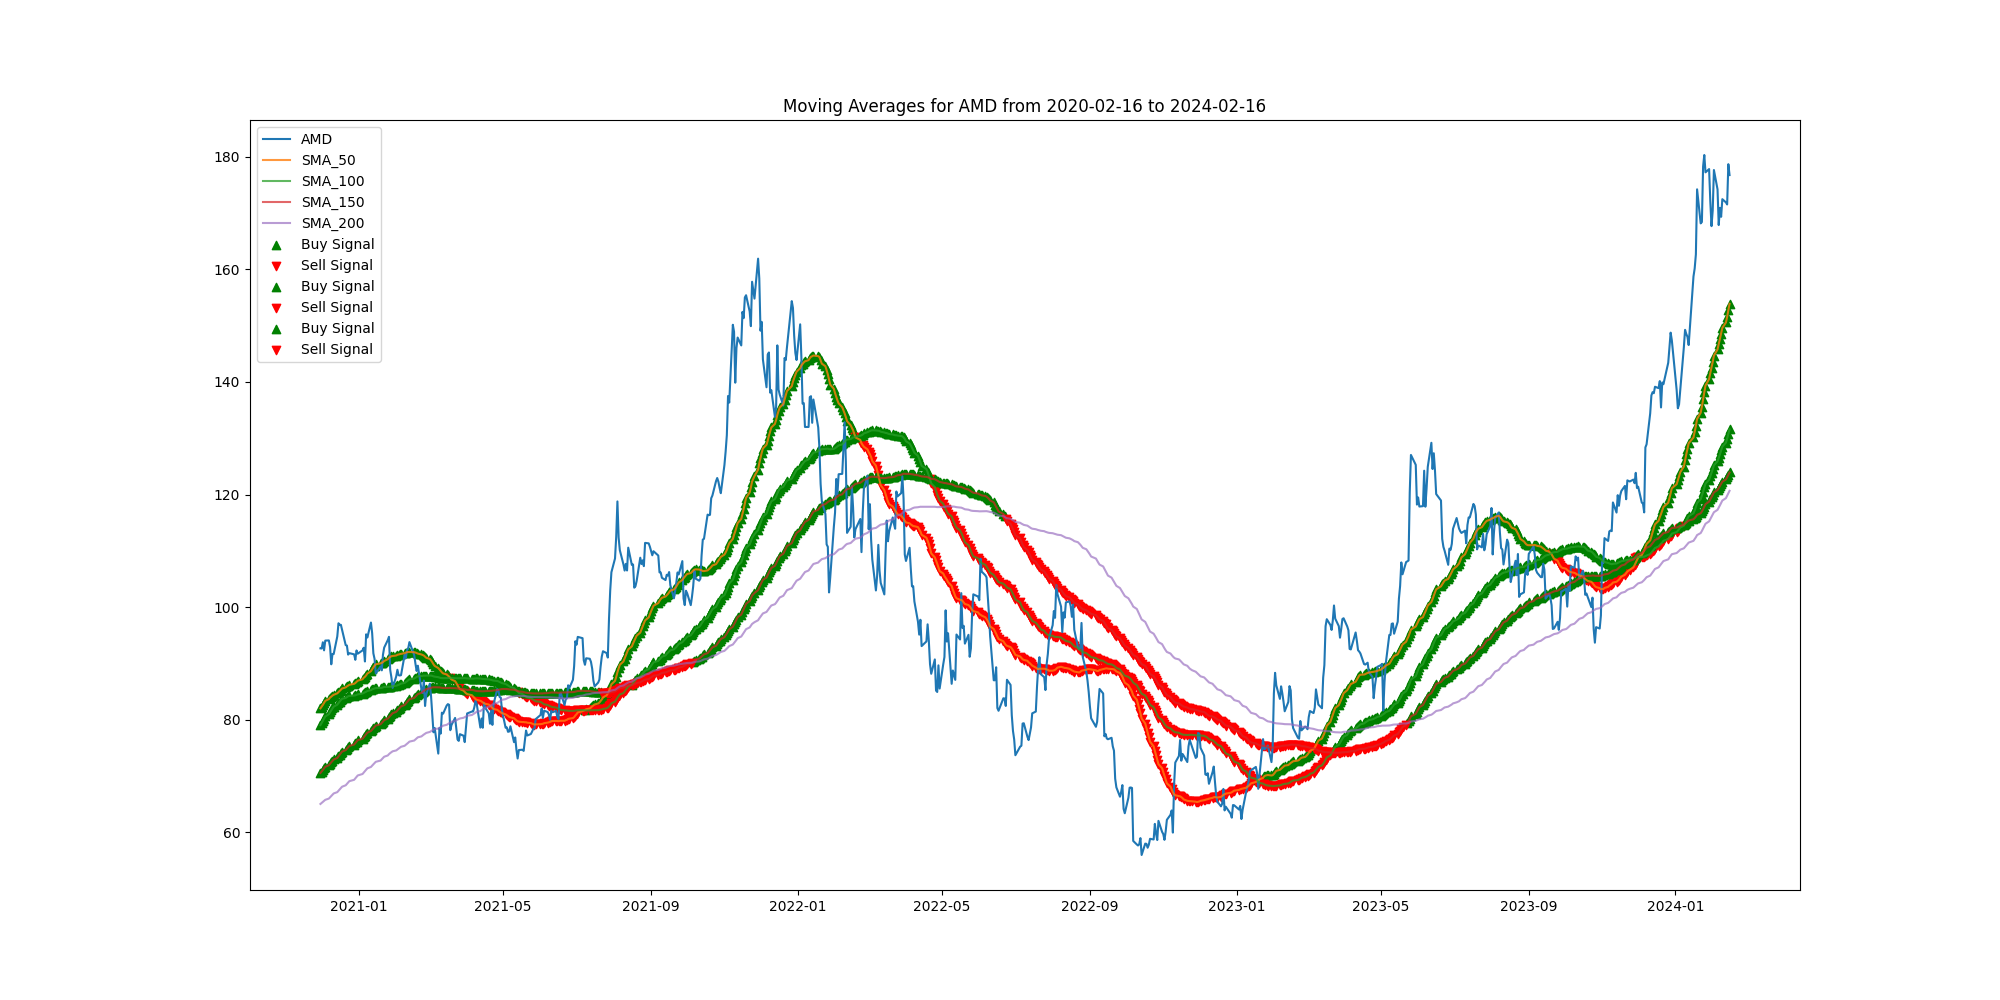 Moving Averages for AMD from 2020-02-16 to 2024-02-16
AMD
SMA_50
SMA_100
SMA_150
SMA_200
Buy Signal
Sell Signal
Buy Signal
Sell Signal
Buy Signal
Sell Signal
180
160
140
120
100
80
60
2021-01 2021-05 2021-09 2022-01 2022-05 2022-09 2023-01 2023-05 2023-09 2024-01